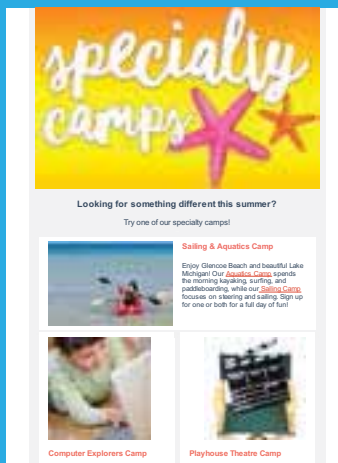 specialty
camps
Looking for something different this summer?
Try one of our specialty camps!
Sailing & Aquatics Camp
Enjoy Glencoe Beach and beautiful Lake
Michigan! Our Aquatics Camp spends
the morning kayaking, surfing, and
paddleboarding, while our Sailing Camp
focuses on steering and sailing. Sign up
for one or both for a full day of fun!
Computer Explorers Camp
Playhouse Theatre Camp